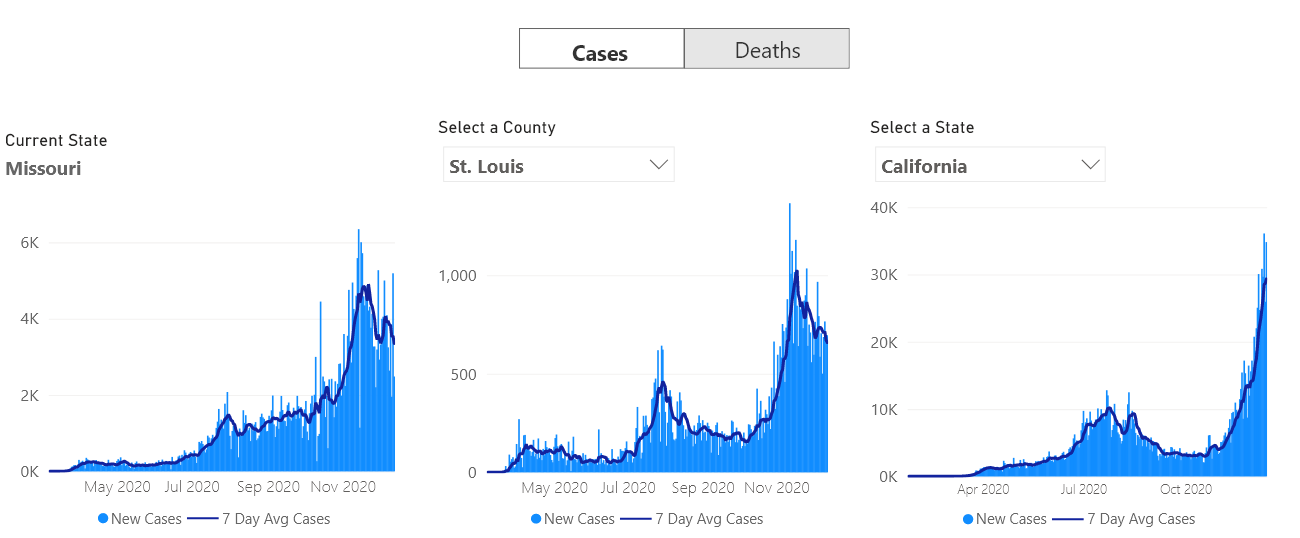 Cases Deaths
Current State
Missouri
6K
4K
2K
0K
May 2020 Jul 2020 Sep 2020 Nov 2020
New Cases 7 Day Avg Cases
Select a County
St. Louis
1,000
500
0
May 2020 Jul 2020 Sep 2020 Nov 2020
New Cases 7 Day Avg Cases
Select a State
California
40K
30K
20K
10K
0K
Apr 2020 Jul 2020 Oct 2020
New Cases 7 Day Avg Cases